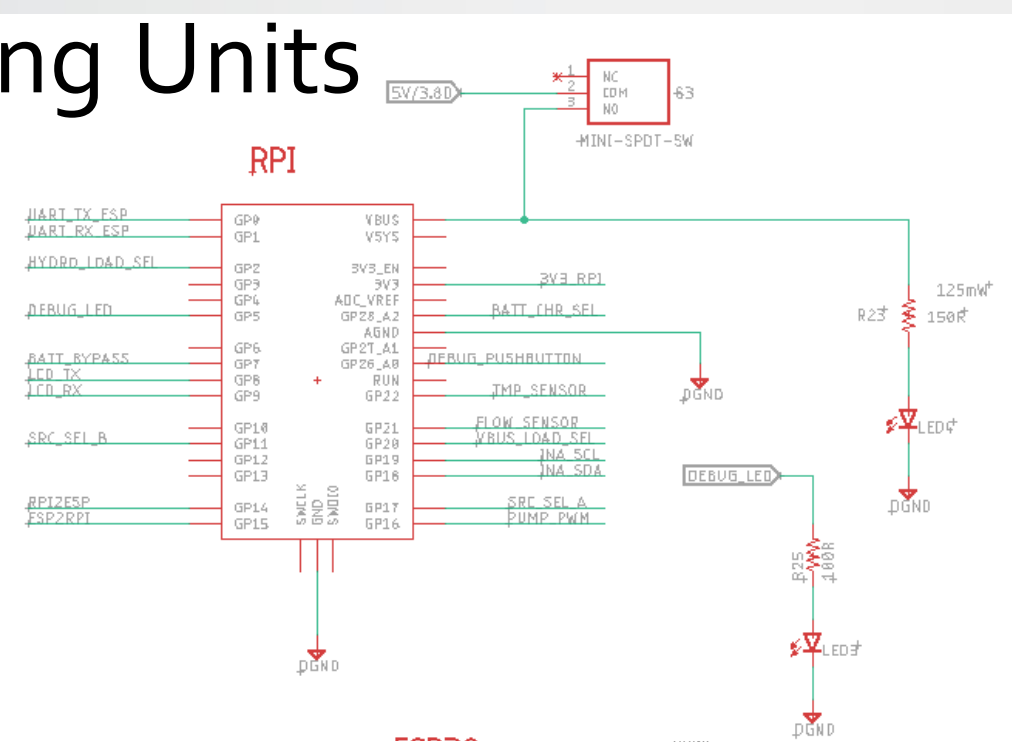 ng Units
5V/3.8D
1 NC
2 COM
3 NO
MINI-SPDT-SW
RPI
UART_TX_ESP GP0 VBUS
UART_RX_ESP GP1 VSYS
HYDRO_LOAD_SEL GP2 3V3_EN
GP3 3V3 3V3_RPI
GP4 ADC_VREF
DEBUG_LED GP5 GP28_A2 BATT_CHR_SEL
AGND
GP6 GP27_A1
BATT_BYPASS GP7 GP26_A0 DEBUG_PUSHBUTTON
GP8 RUN
LCD_RX GP9 GP22 TMP_SENSOR
GP10 GP21 FLOW_SENSOR
SRC_SEL_B GP11 GP20 VBUS_LOAD_SEL
GP12 GP19 INA_SCL
GP13 GP18 INA_SDA
RPI2ESP GP14 GP17 SRC_SEL_A
ESP2RPI GP15 GP16 PUMP_PWM
SWCLK
GND
SWDIO
DGND
DGND
125mW
R23 150R
LED4
DGND
DEBUG_LED
R25
100R
LED3
DGND